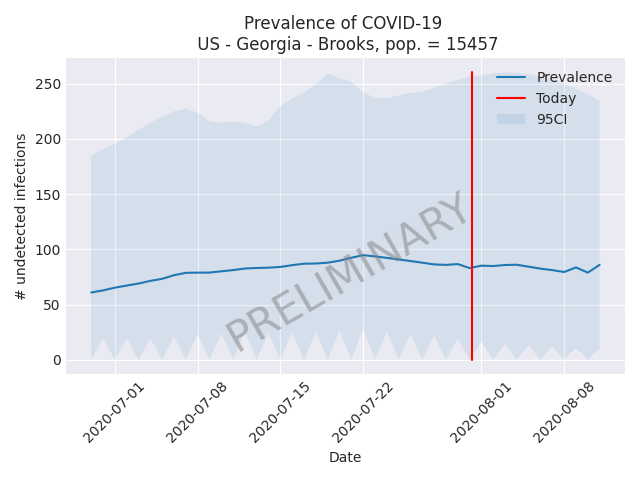 Prevalence of COVID-19
US - Georgia - Brooks, pop. = 15457
Prevalence
Today
95CI
PRELIMINARY
# undetected infections
250
200
150
100
50
0
2020-07-01
2020-07-08
2020-07-15
2020-07-22
2020-08-01
2020-08-08
Date